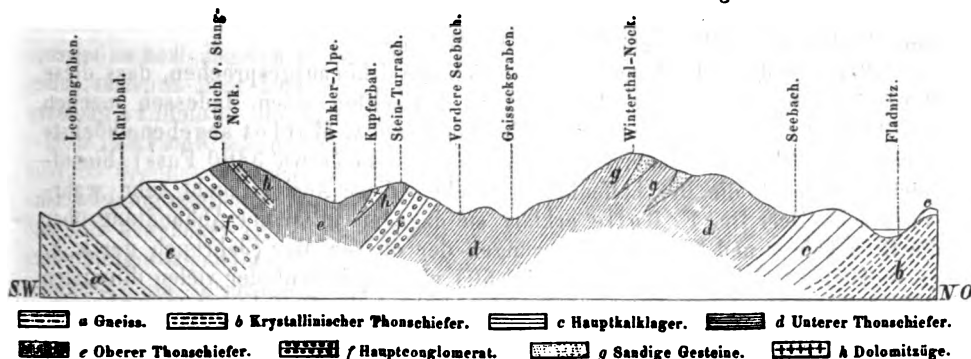 Leobengraben.
Karlsbad.
Oestlich v. Stang-
Nock.
Winkler-Alpe.
Kupferbau.
Stein-Turrach.
Vordere Seebach.
Gaisseckgraben.
Winterthal-Nock.
Seebach.
Fladnitz.
h
h
g
g
c
f
e
f
d
d
c
a
e
b
S.W.
N O
a Gneiss.
b Krystallinischer Thonschiefer.
c Hauptkalklager.
d Unterer Thonschiefer.
e Oberer Thonschiefer.
f Hauptconglomerat.
g Sandige Gesteine.
h Dolomitzüge.